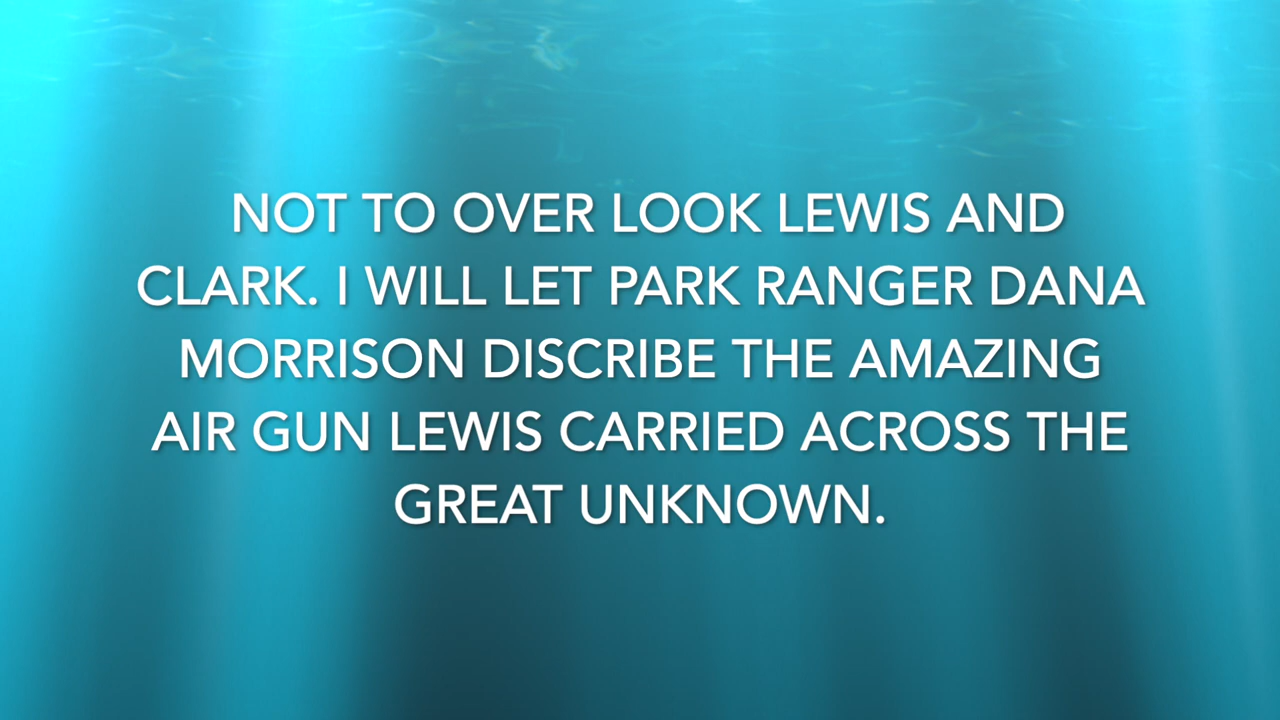 NOT TO OVER LOOK LEWIS AND
CLARK. I WILL LET PARK RANGER DANA
MORRISON DISCRIBE THE AMAZING
AIR GUN LEWIS CARRIED ACROSS THE
GREAT UNKNOWN.